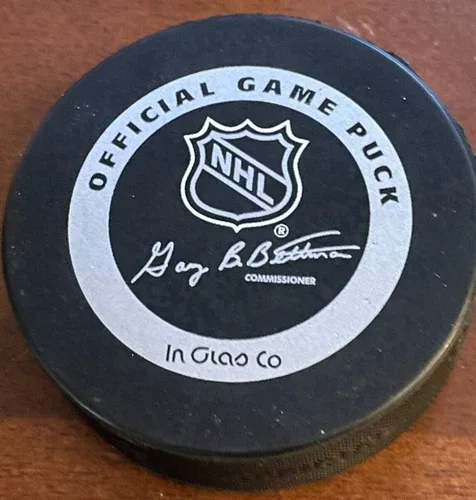 OFFICIAL GAME PUCK
NHL
®
Gary B. Bettman
COMMISSIONER
In Glas Co